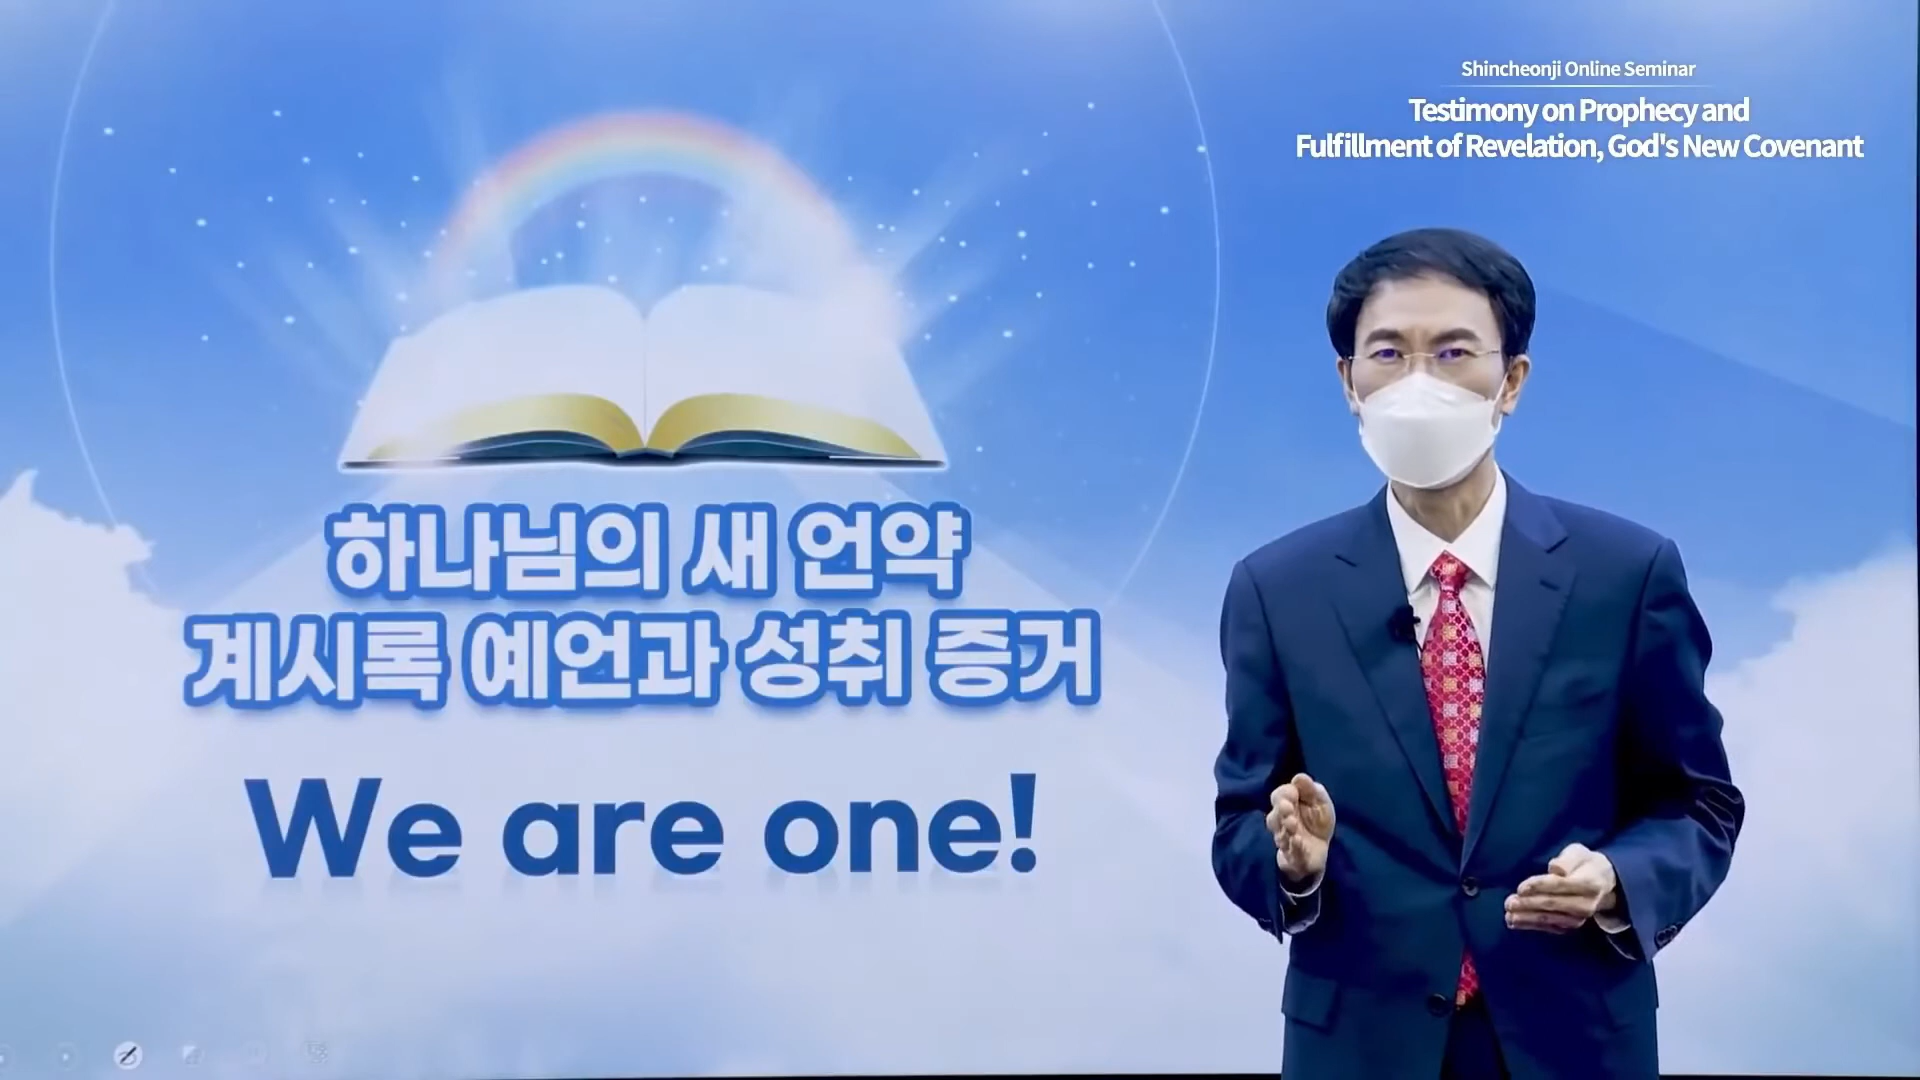 Shincheonji Online Seminar
Testimony on Prophecy and
Fulfillment of Revelation, God's New Covenant
하나님의 새 언약
계시록 예언과 성취 증거
We are one!